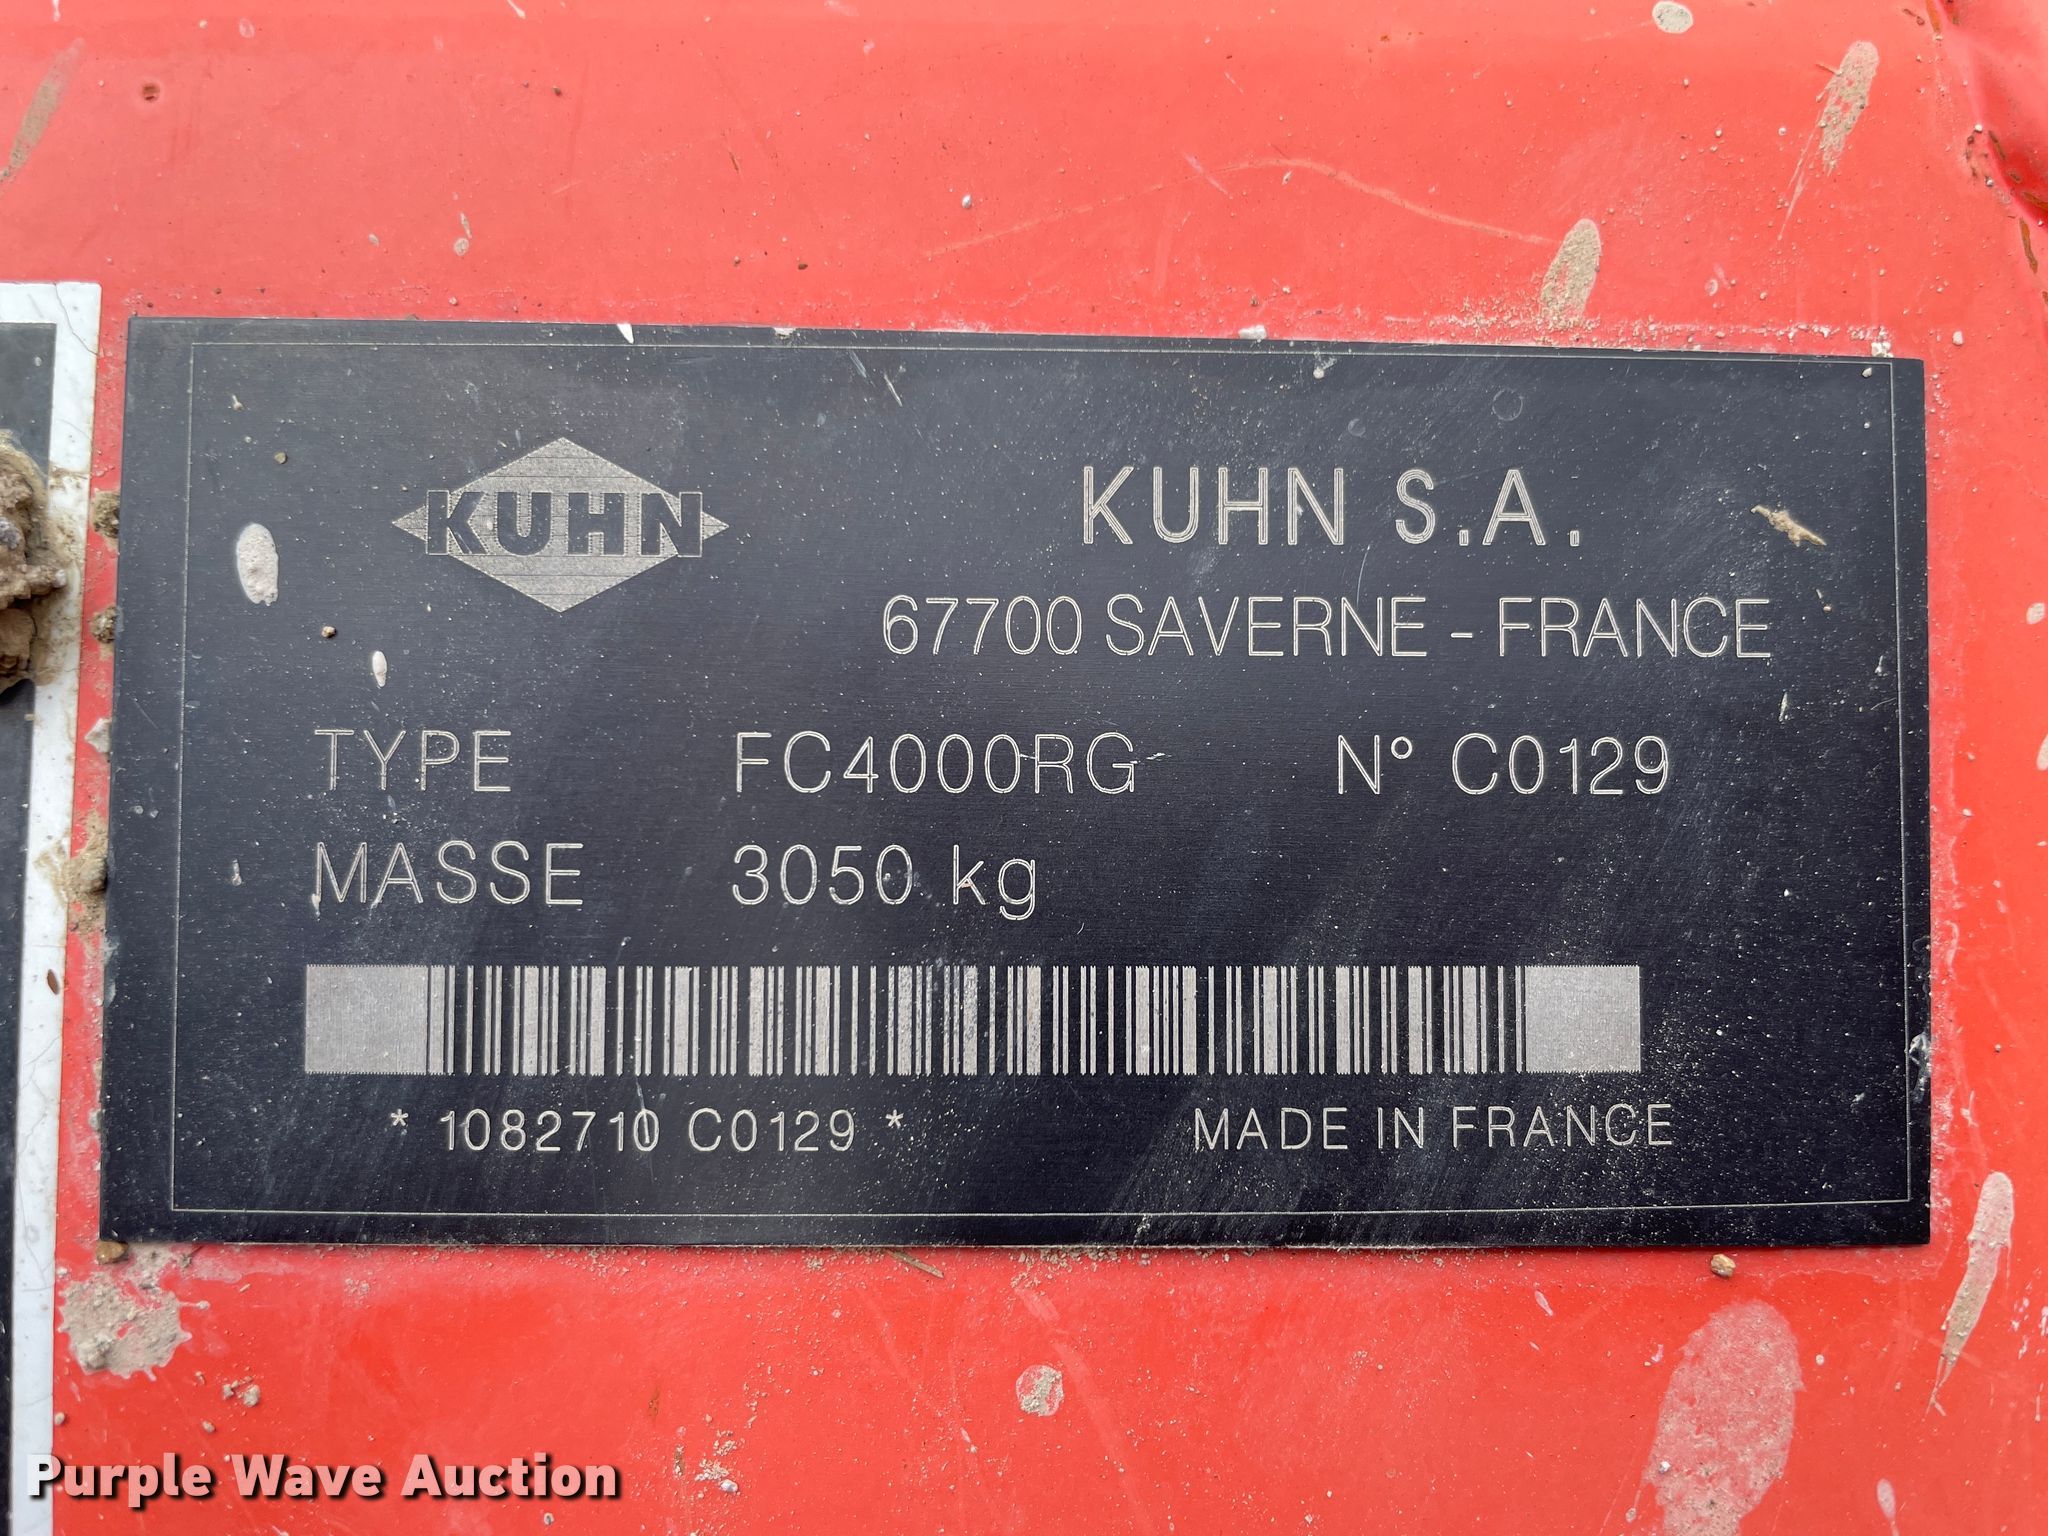 KUHN
KUHN S.A.
67700 SAVERNE - FRANCE
TYPE FC4000RG N° C0129
MASSE 3050 kg
* 1082710 C0129 *
MADE IN FRANCE
Purple Wave Auction